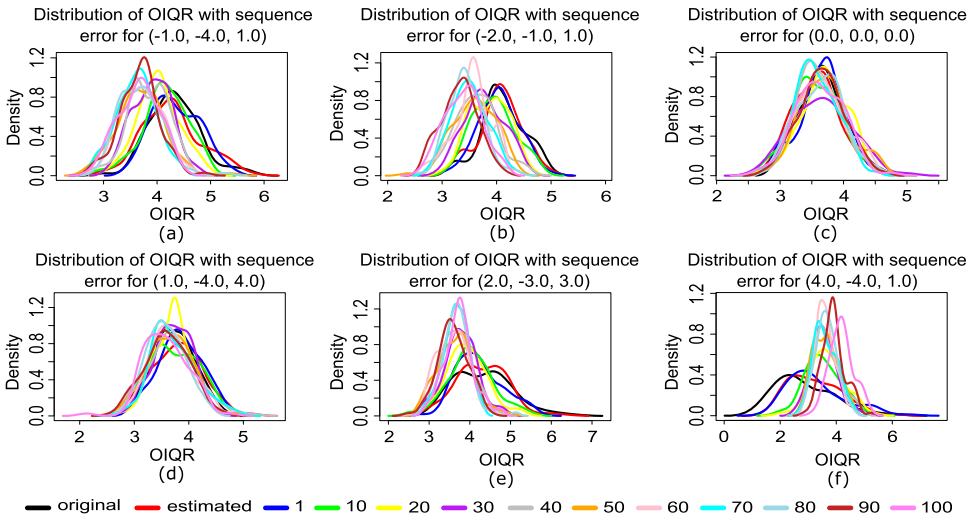 Distribution of OIQR with sequence
error for (-1.0, -4.0, 1.0)
Density
0.0 0.4 0.8 1.2
3 4 5 6
OIQR
(a)
Distribution of OIQR with sequence
error for (-2.0, -1.0, 1.0)
Density
0.0 0.4 0.8 1.2
2 3 4 5 6
OIQR
(b)
Distribution of OIQR with sequence
error for (0.0, 0.0, 0.0)
Density
0.0 0.4 0.8 1.2
2 3 4 5
OIQR
(c)
Distribution of OIQR with sequence
error for (1.0, -4.0, 4.0)
Density
0.0 0.4 0.8 1.2
2 3 4 5
OIQR
(d)
Distribution of OIQR with sequence
error for (2.0, -3.0, 3.0)
Density
0.0 0.4 0.8 1.2
2 3 4 5 6 7
OIQR
(e)
Distribution of OIQR with sequence
error for (4.0, -4.0, 1.0)
Density
0.0 0.4 0.8 1.2
0 2 4 6
OIQR
(f)
original estimated 1 10 20 30 40 50 60 70 80 90 100